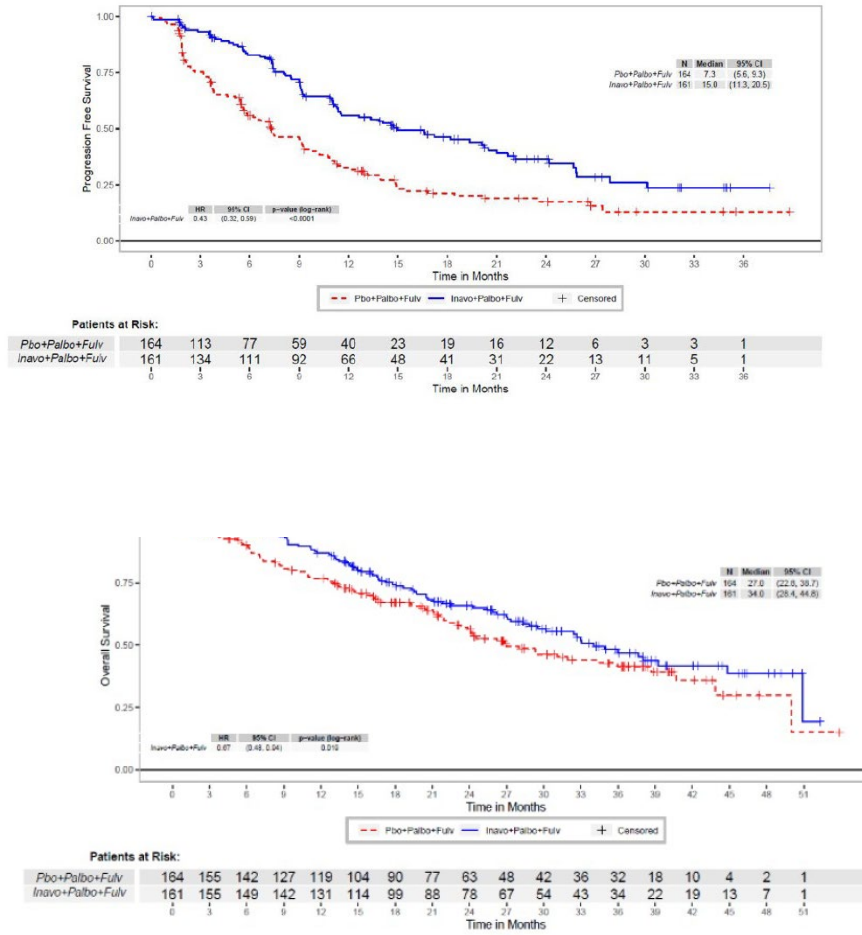 1.00
0.75
0.50
0.25
0.00
Progression Free Survival
N Median 95% CI
Pbo+Palbo+Fulv 164 7.3 (5.6, 9.3)
Inavo+Palbo+Fulv 161 15.0 (11.3, 20.5)
HR 95% CI p-value (log-rank)
Inavo+Palbo+Fulv 0.43 (0.32, 0.59) <0.0001
0 3 6 9 12 15 18 21 24 27 30 33 36
Time in Months
Pbo+Palbo+Fulv Inavo+Palbo+Fulv Censored
Patients at Risk:
Pbo+Palbo+Fulv 164 113 77 59 40 23 19 16 12 6 3 3 1
Inavo+Palbo+Fulv 161 134 111 92 66 48 41 31 22 13 11 5 1
0 3 6 9 12 15 18 21 24 27 30 33 36
Time in Months
0.75
0.50
0.25
0.00
Overall Survival
N Median 95% CI
Pbo+Palbo+Fulv 164 27.0 (22.8, 38.7)
Inavo+Palbo+Fulv 161 34.0 (28.4, 44.8)
HR 95% CI p-value (log-rank)
Inavo+Palbo+Fulv 0.67 (0.48, 0.94) 0.019
0 3 6 9 12 15 18 21 24 27 30 33 36 39 42 45 48 51
Time in Months
Pbo+Palbo+Fulv Inavo+Palbo+Fulv Censored
Patients at Risk:
Pbo+Palbo+Fulv 164 155 142 127 119 104 90 77 63 48 42 36 32 18 10 4 2 1
Inavo+Palbo+Fulv 161 155 149 142 131 114 99 88 78 67 54 43 34 22 19 13 7 1
0 3 6 9 12 15 18 21 24 27 30 33 36 39 42 45 48 51
Time in Months